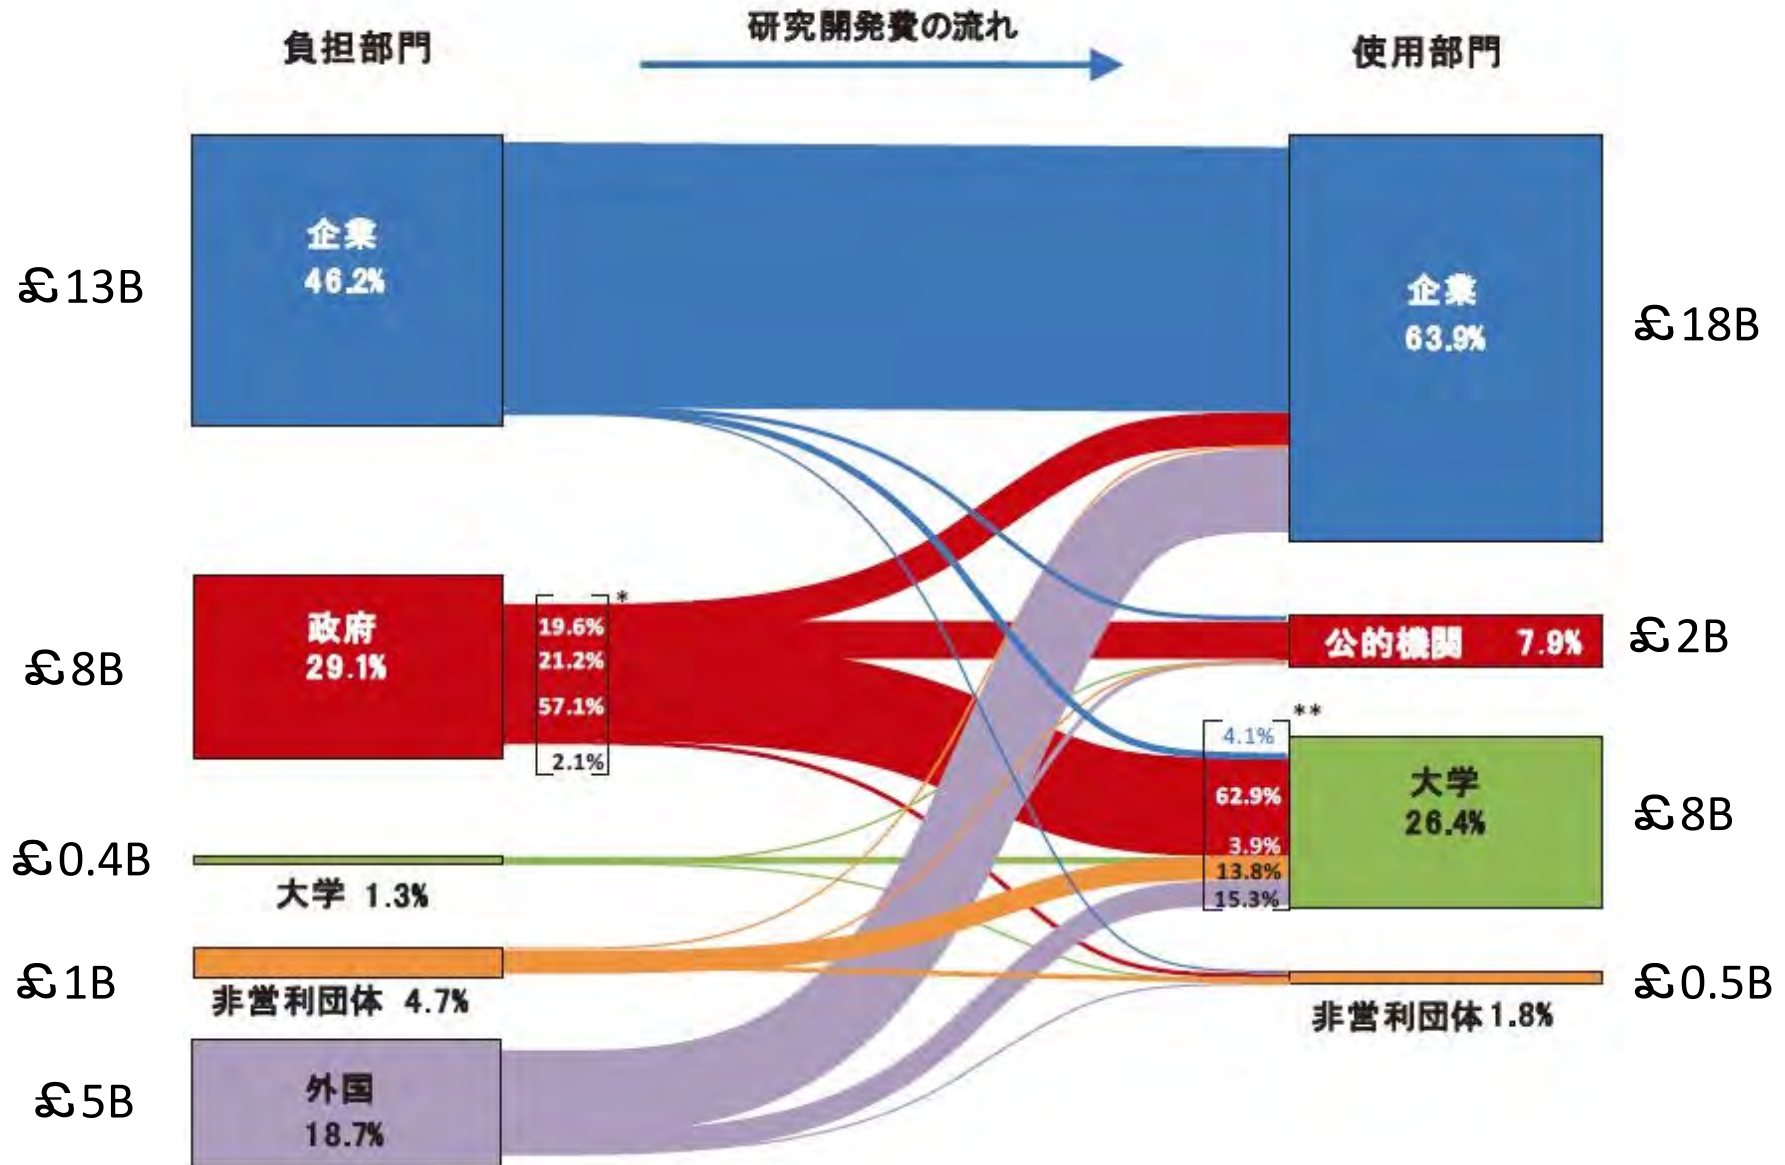 負担部門
研究開発費の流れ
使用部門
£13B
企業
46.2%
企業
63.9%
£18B
£8B
政府
29.1%
*
19.6%
21.2%
57.1%
2.1%
公的機関 7.9%
£2B
**
4.1%
62.9%
3.9%
13.8%
15.3%
大学
26.4%
£8B
£0.4B
大学 1.3%
£1B
非営利団体 4.7%
£0.5B
非営利団体 1.8%
£5B
外国
18.7%